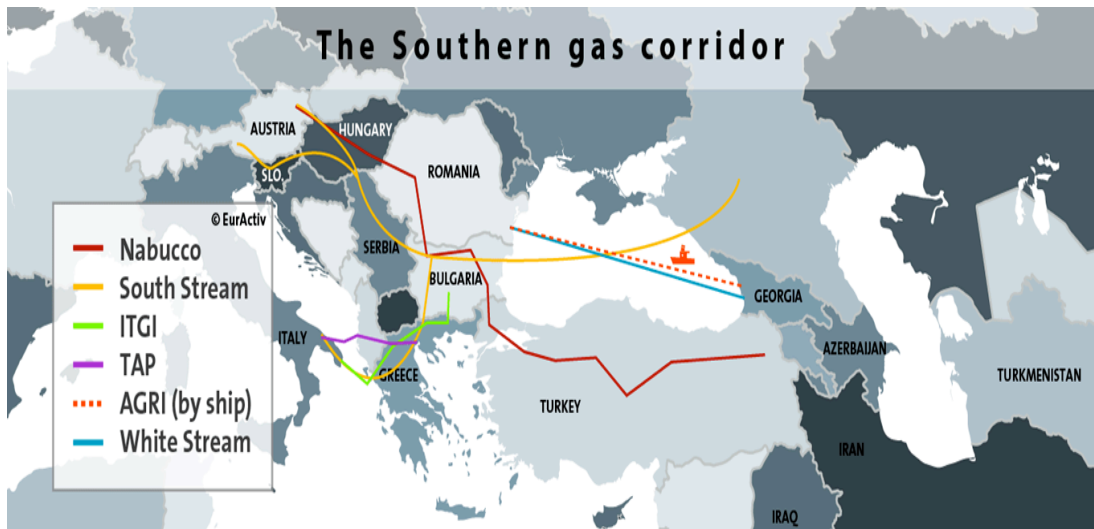 The Southern gas corridor
AUSTRIA
HUNGARY
SLO.
ROMANIA
© EurActiv
SERBIA
BULGARIA
GEORGIA
ITALY
GREECE
AZERBAIJAN
TURKMENISTAN
TURKEY
IRAN
IRAQ
Nabucco
South Stream
ITGI
TAP
AGRI (by ship)
White Stream